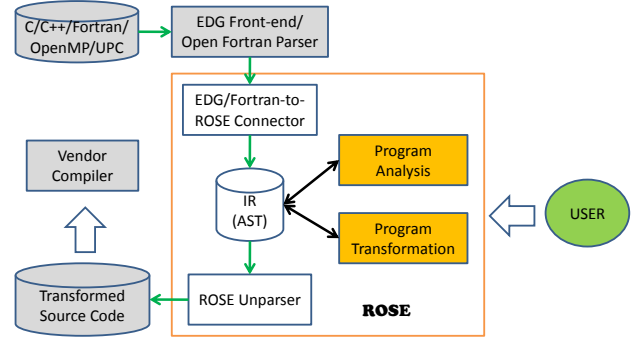 C/C++/Fortran/
OpenMP/UPC
EDG Front-end/
Open Fortran Parser
EDG/Fortran-to-
ROSE Connector
Vendor
Compiler
IR
(AST)
Program
Analysis
Program
Transformation
USER
Transformed
Source Code
ROSE Unparser
ROSE